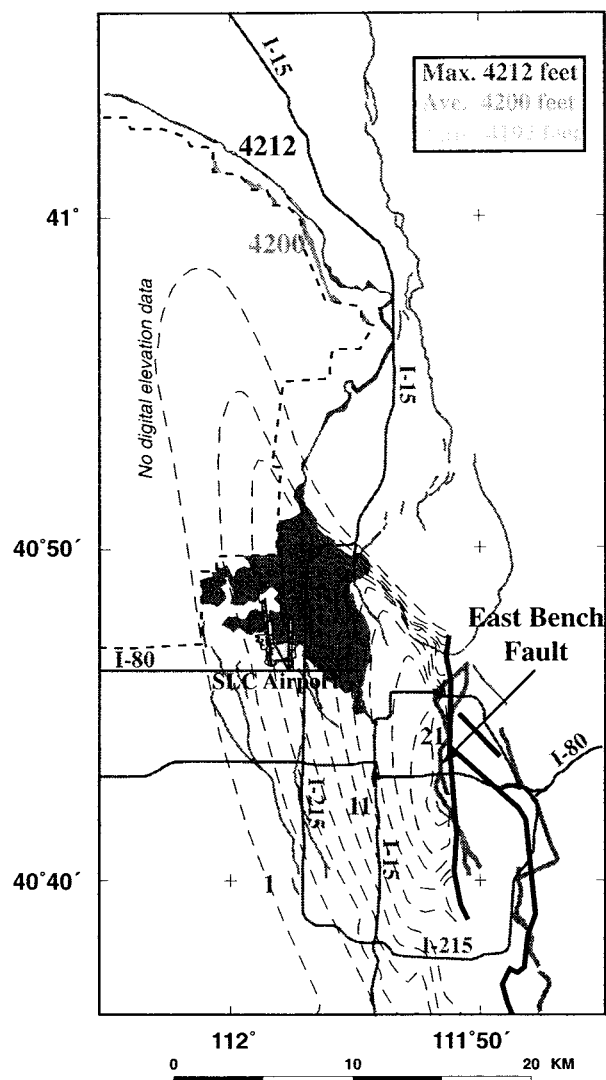 I-15
Max. 4212 feet
Ave. 4200 feet
4192 feet
4212
41°
4200
No digital elevation data
I-15
40°50´
East Bench
Fault
I-80
SLC Airport
21
I-80
I-215
11
I-15
40°40´
1
I-215
112°
111°50´
0 10 20 KM